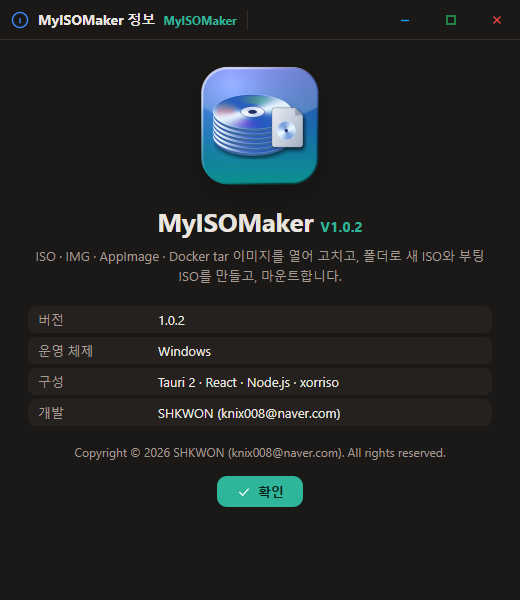 MyISOMaker 정보 MyISOMaker
MyISOMaker V1.0.2
ISO · IMG · AppImage · Docker tar 이미지를 열어 고치고, 폴더로 새 ISO와 부팅
ISO를 만들고, 마운트합니다.
버전 1.0.2
운영 체제 Windows
구성 Tauri 2 · React · Node.js · xorriso
개발 SHKWON (knix008@naver.com)
Copyright © 2026 SHKWON (knix008@naver.com). All rights reserved.
확인